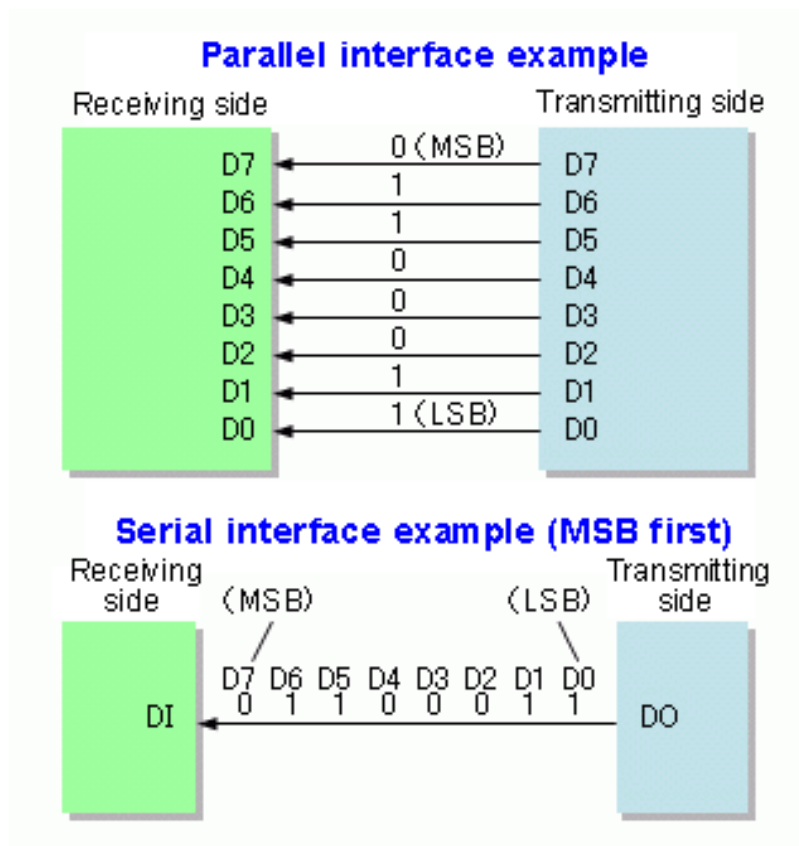 Parallel interface example
Receiving side Transmitting side
D7 0 (MSB) D7
D6 1 D6
D5 1 D5
D4 0 D4
D3 0 D3
D2 0 D2
D1 1 D1
D0 1 (LSB) D0
Serial interface example (MSB first)
Receiving side
Transmitting side
(MSB) (LSB)
D7 D6 D5 D4 D3 D2 D1 D0
0 1 1 0 0 0 1 1
DI DO